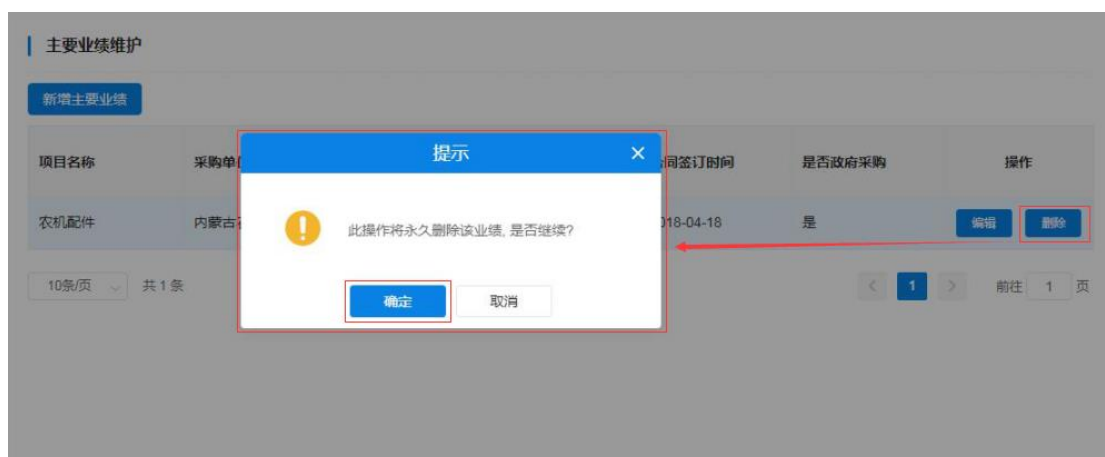 主要业绩维护
新增主要业绩
项目名称 采购单 提示 同签订时间 是否政府采购 操作
农机配件 内蒙古 此操作将永久删除该业绩, 是否继续? 018-04-18 是 编辑 删除
10条/页 共 1 条 1 前往 1 页
确定 取消